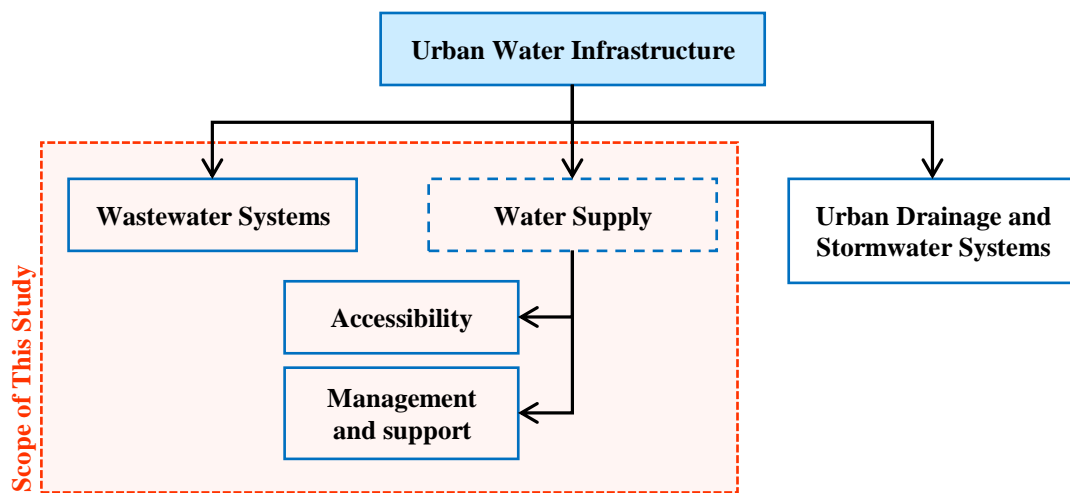 Urban Water Infrastructure
Wastewater Systems
Water Supply
Urban Drainage and
Stormwater Systems
Accessibility
Management
and support
Scope of This Study